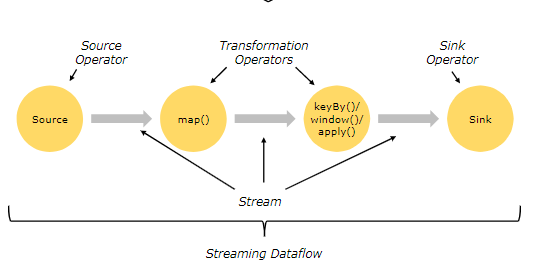 Source
Operator
Transformation
Operators
Sink
Operator
Source
map()
keyBy()/
window()/
apply()
Sink
Stream
Streaming Dataflow